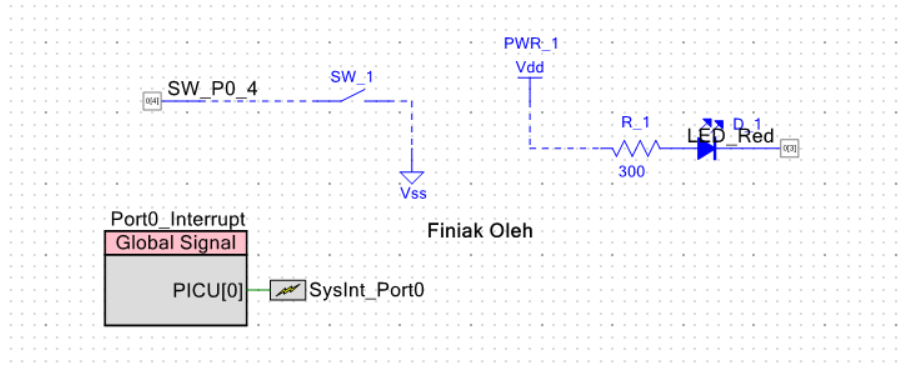 PWR_1
Vdd
SW_1
SW_P0_4
0[4]
R_1
D_1
LED_Red
0[3]
300
Vss
Port0_Interrupt
Global Signal
Finiak Oleh
PICU[0]
SysInt_Port0